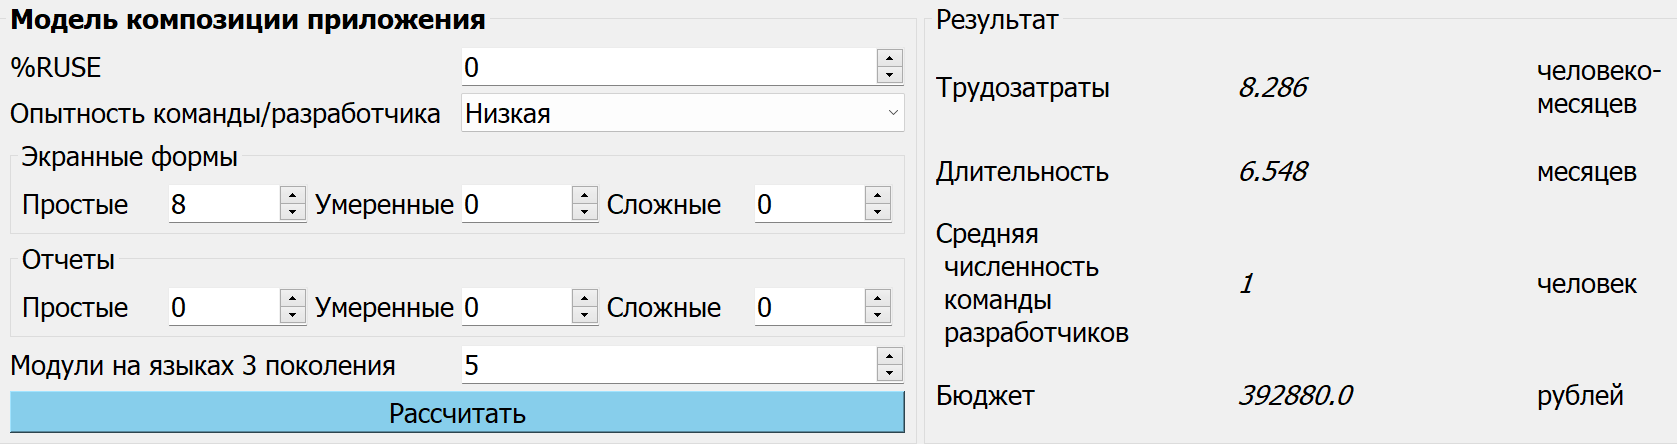 Модель композиции приложения
%RUSE 0
Опытность команды/разработчика Низкая
Экранные формы
Простые 8 Умеренные 0 Сложные 0
Отчеты
Простые 0 Умеренные 0 Сложные 0
Модули на языках 3 поколения 5
Рассчитать
Результат
Трудозатраты 8.286 человеко-
месяцев
Длительность 6.548 месяцев
Средняя
численность
команды
разработчиков
1 человек
Бюджет 392880.0 рублей